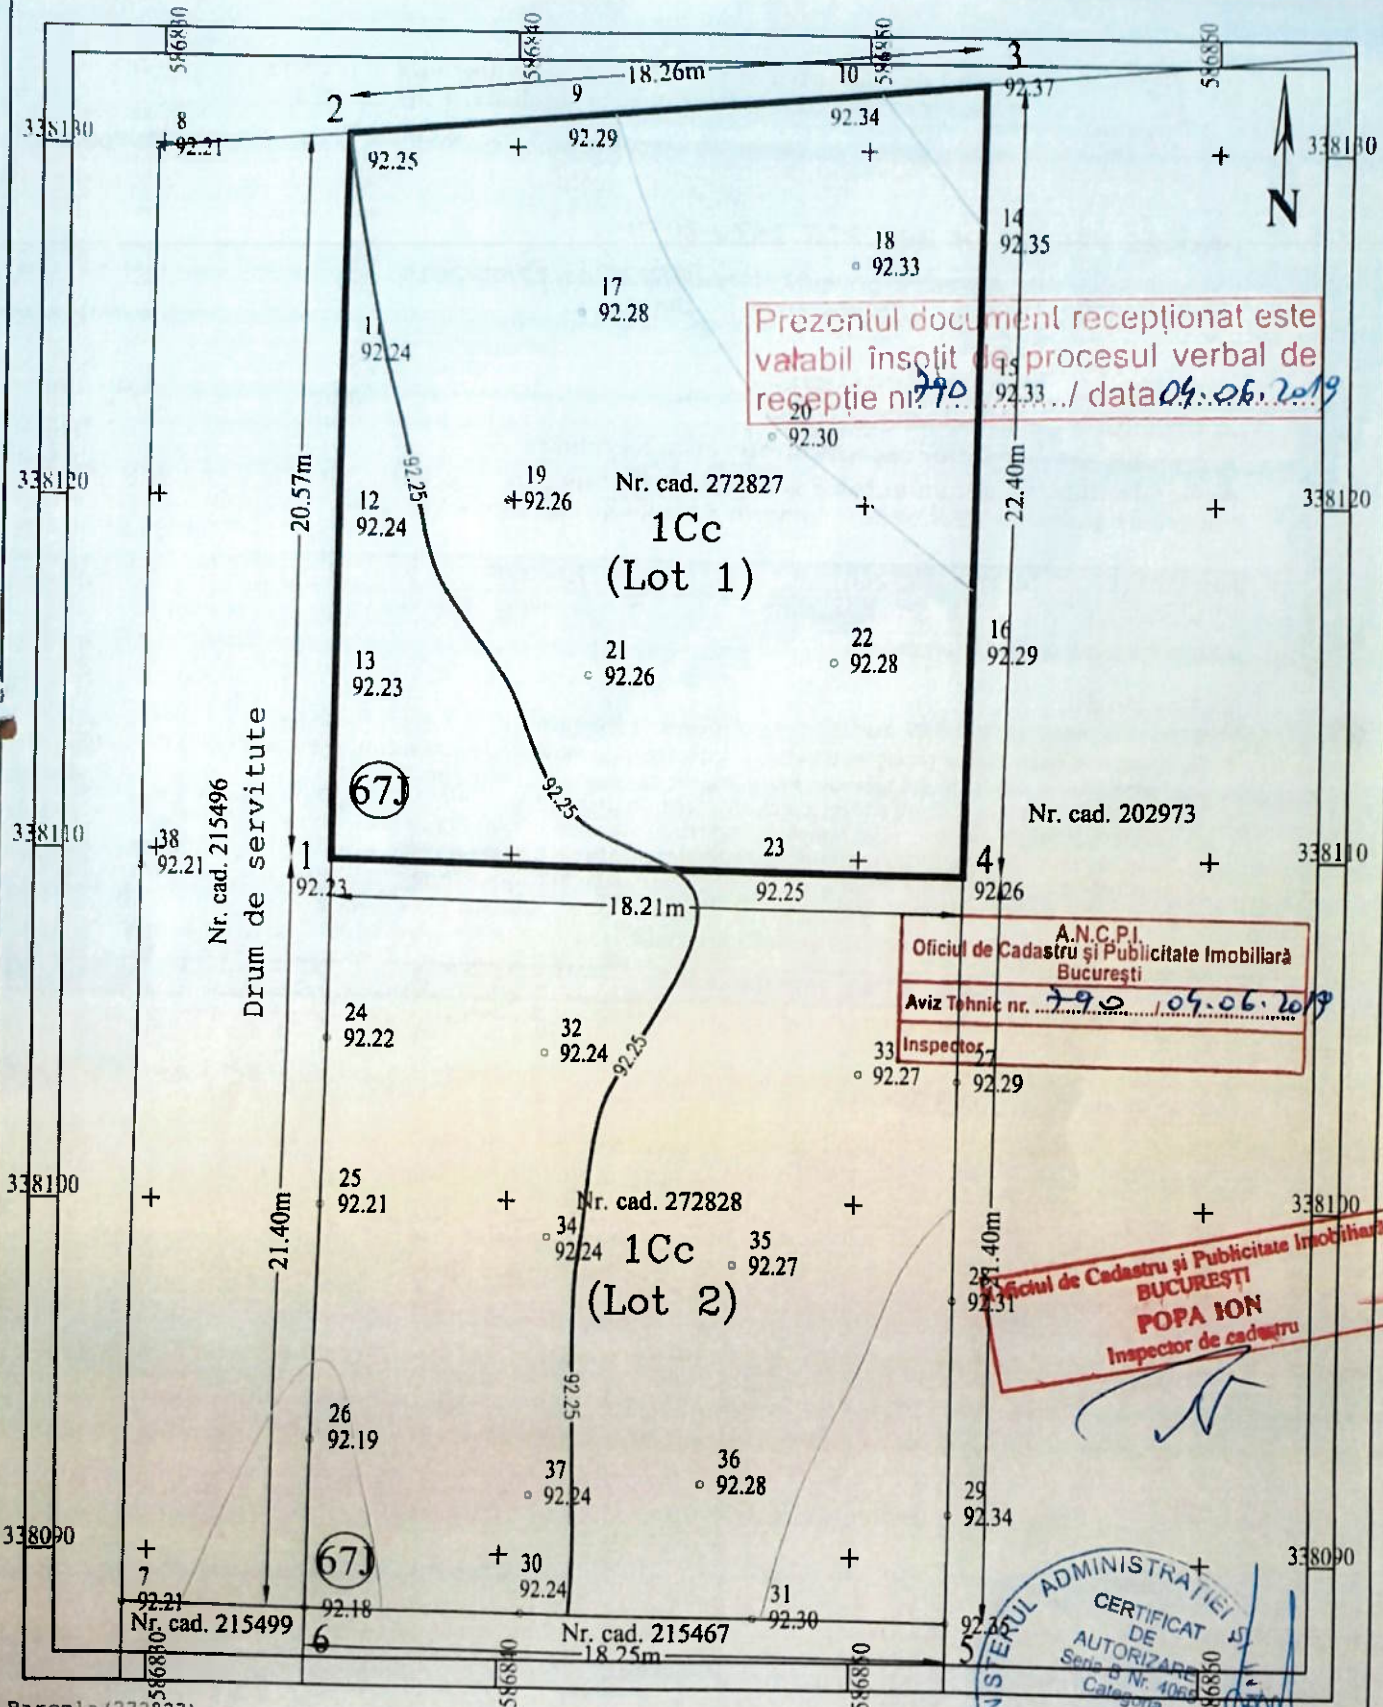 586830
586840
586850
586850
3
92.37
18.26m
9
10
2
8
92.21
338130
92.25
92.29
92.34
338130
N
14
92.35
18
92.33
17
92.28
11
92.24
Prezentul document recepționat este
valabil însoțit de procesul verbal de
recepție nr. 790 / data 04.06.2019
15
92.33
20
92.30
338120
20.57m
12
92.24
92.25
19
92.26
Nr. cad. 272827
1Cc
(Lot 1)
22.40m
338120
13
92.23
21
92.26
22
92.28
16
92.29
67J
92.25
Nr. cad. 202973
Nr. cad. 215496
Drum de servitute
338110
38
92.21
1
92.23
23
92.25
4
92.26
338110
18.21m
A.N.C.P.I.
Oficiul de Cadastru și Publicitate Imobiliară
București
Aviz Tehnic nr. 790 / 04.06.2019
Inspector
24
92.22
32
92.24
92.25
33
92.27
27
92.29
338100
25
92.21
Nr. cad. 272828
338100
21.40m
34
92.24
1Cc
(Lot 2)
35
92.27
21.40m
28
92.31
Oficiul de Cadastru și Publicitate Imobiliară
BUCUREȘTI
POPA ION
Inspector de cadastru
92.25
26
92.19
37
92.24
36
92.28
29
92.34
338090
67J
338090
7
92.21
92.18
30
92.24
31
92.30
92.35
Nr. cad. 215499
6
Nr. cad. 215467
18.25m
5
586830
586840
586850
586850
ADMINISTRAȚIEI
CERTIFICAT
DE
AUTORIZARE
Seria B Nr.
Categoria